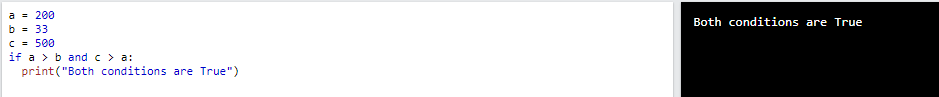 a = 200
b = 33
c = 500
if a > b and c > a:
  print("Both conditions are True")
Both conditions are True